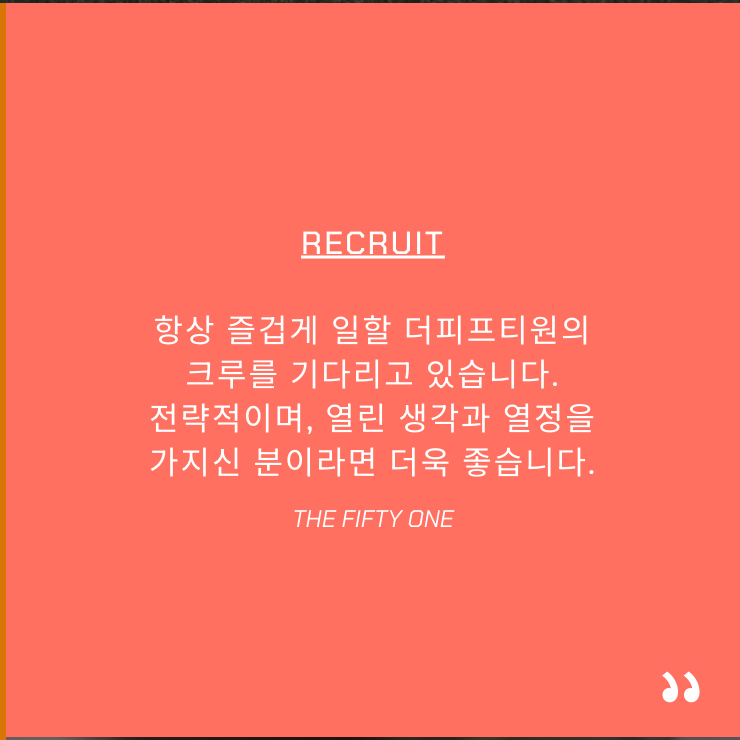 RECRUIT
항상 즐겁게 일할 더피프티원의
크루를 기다리고 있습니다.
전략적이며, 열린 생각과 열정을
가지신 분이라면 더욱 좋습니다.
THE FIFTY ONE
”